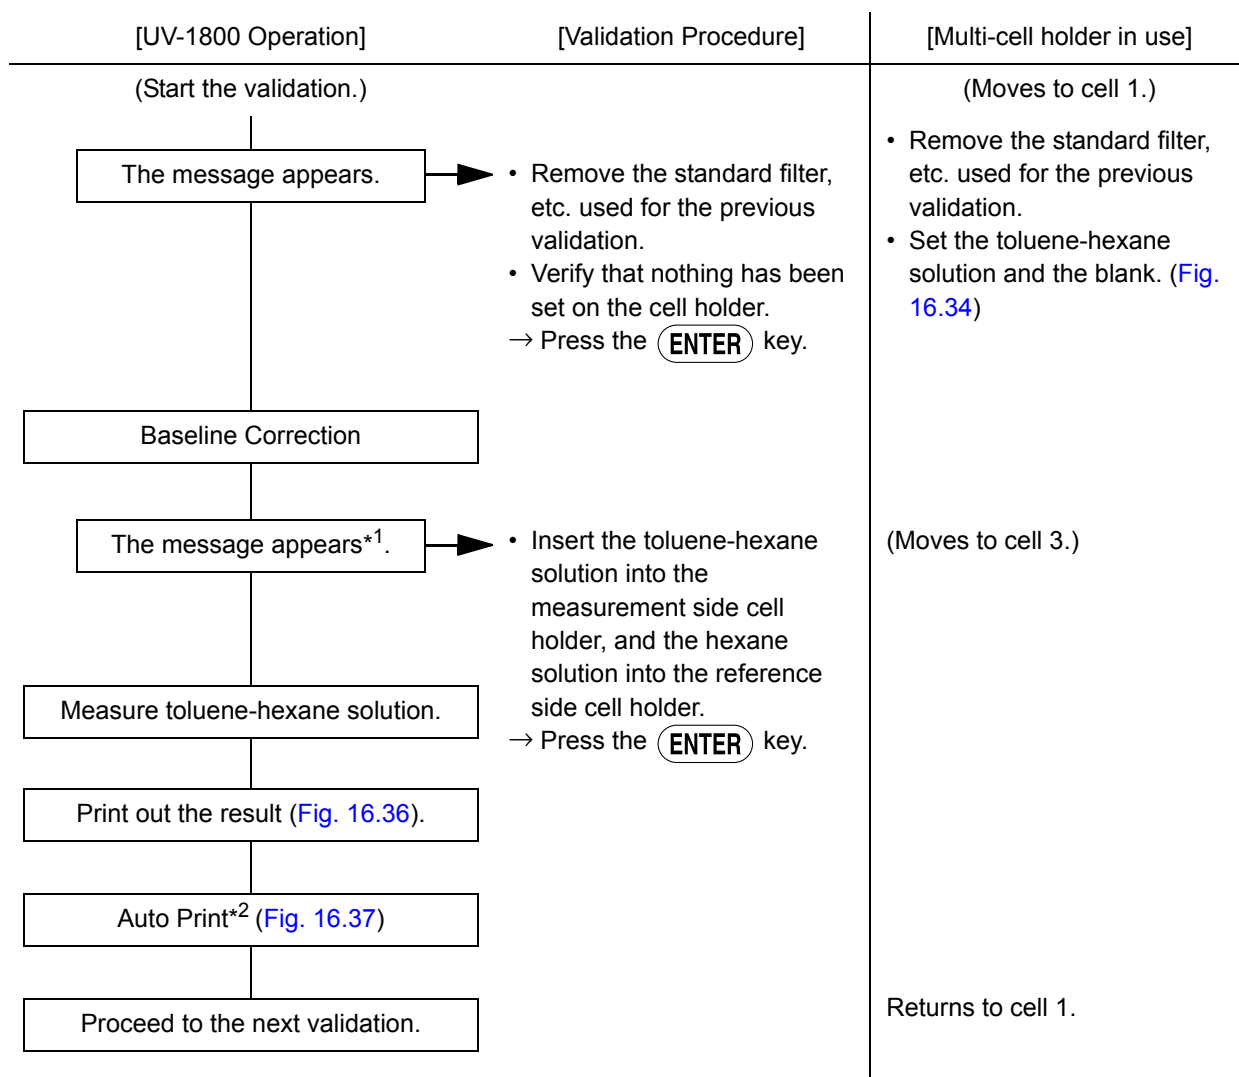 [UV-1800 Operation]
[Validation Procedure]
[Multi-cell holder in use]
(Start the validation.)
(Moves to cell 1.)
The message appears.
• Remove the standard filter,
etc. used for the previous
validation.
• Verify that nothing has been
set on the cell holder.
→ Press the ENTER key.
• Remove the standard filter,
etc. used for the previous
validation.
• Set the toluene-hexane
solution and the blank. (Fig.
16.34)
Baseline Correction
The message appears*1.
• Insert the toluene-hexane
solution into the
measurement side cell
holder, and the hexane
solution into the reference
side cell holder.
→ Press the ENTER key.
(Moves to cell 3.)
Measure toluene-hexane solution.
Print out the result (Fig. 16.36).
Auto Print*2 (Fig. 16.37)
Proceed to the next validation.
Returns to cell 1.